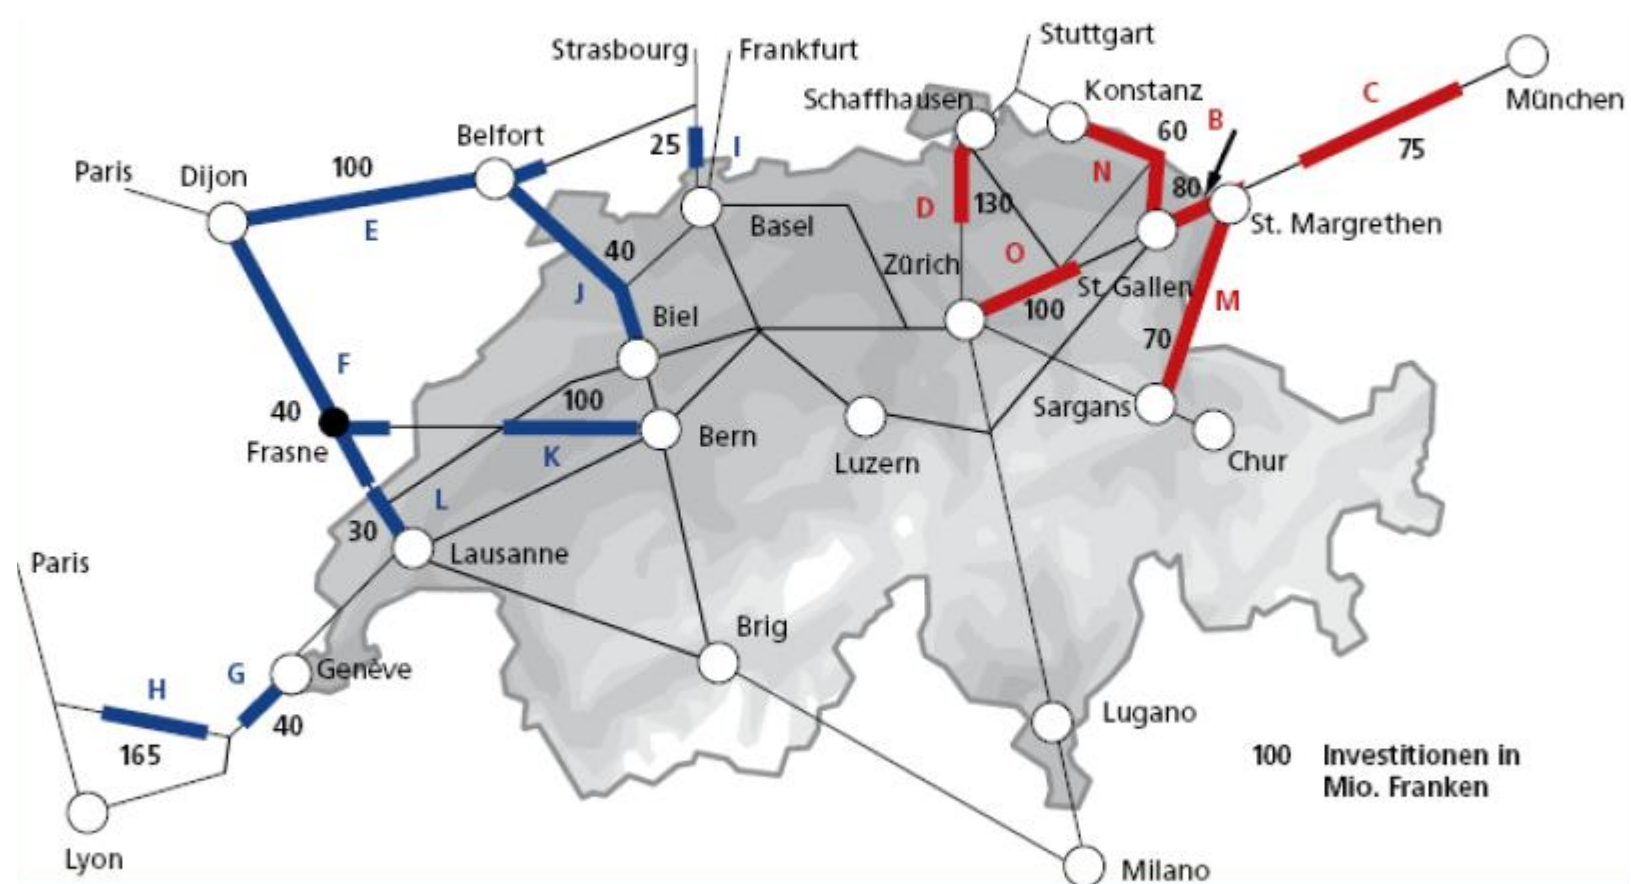 Stuttgart
Strasbourg
Frankfurt
Schaffhausen
Konstanz
München
C
75
B
60
N
80
Belfort
25
I
Paris
Dijon
100
E
D
130
St. Margrethen
Basel
O
Zürich
St. Gallen
M
40
J
100
Biel
70
F
40
Frasne
100
K
Bern
Luzern
Sargans
Chur
L
30
Lausanne
Paris
Brig
Genève
G
H
40
165
Lugano
100 Investitionen in
Mio. Franken
Lyon
Milano